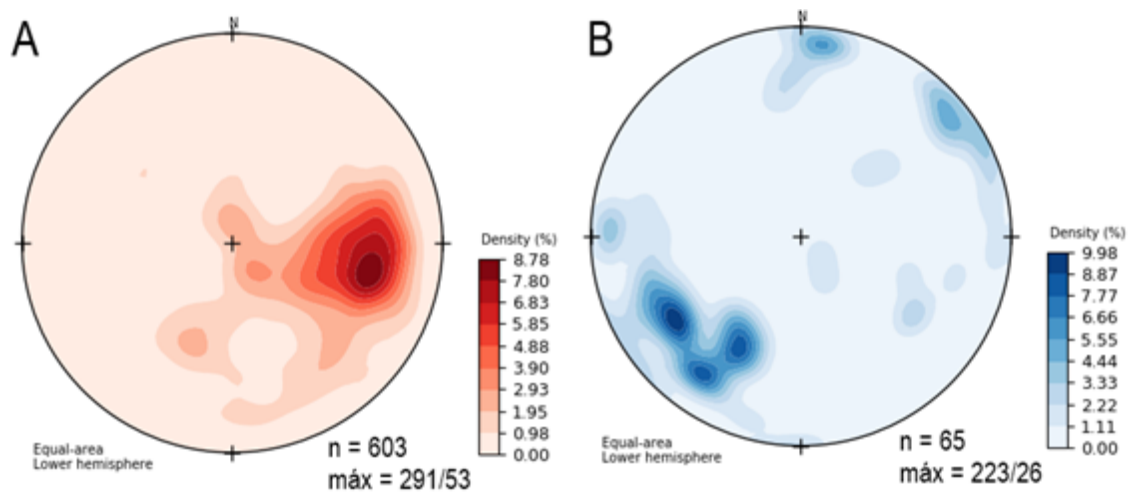 A
N
Density (%)
8.78
7.80
6.83
5.85
4.88
3.90
2.93
1.95
0.98
0.00
Equal-area
Lower hemisphere
n = 603
máx = 291/53
B
N
Density (%)
9.98
8.87
7.77
6.66
5.55
4.44
3.33
2.22
1.11
0.00
Equal-area
Lower hemisphere
n = 65
máx = 223/26